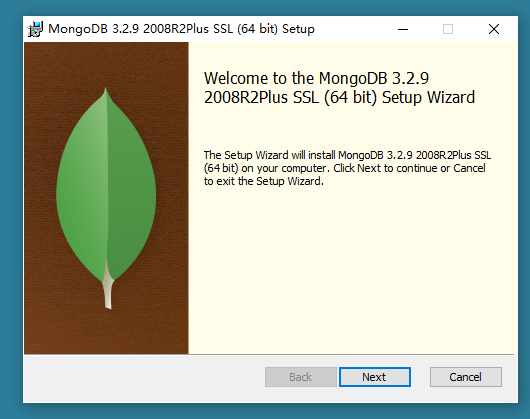 MongoDB 3.2.9 2008R2Plus SSL (64 bit) Setup
Welcome to the MongoDB 3.2.9
2008R2Plus SSL (64 bit) Setup Wizard
The Setup Wizard will install MongoDB 3.2.9 2008R2Plus SSL
(64 bit) on your computer. Click Next to continue or Cancel
to exit the Setup Wizard.
Back Next Cancel